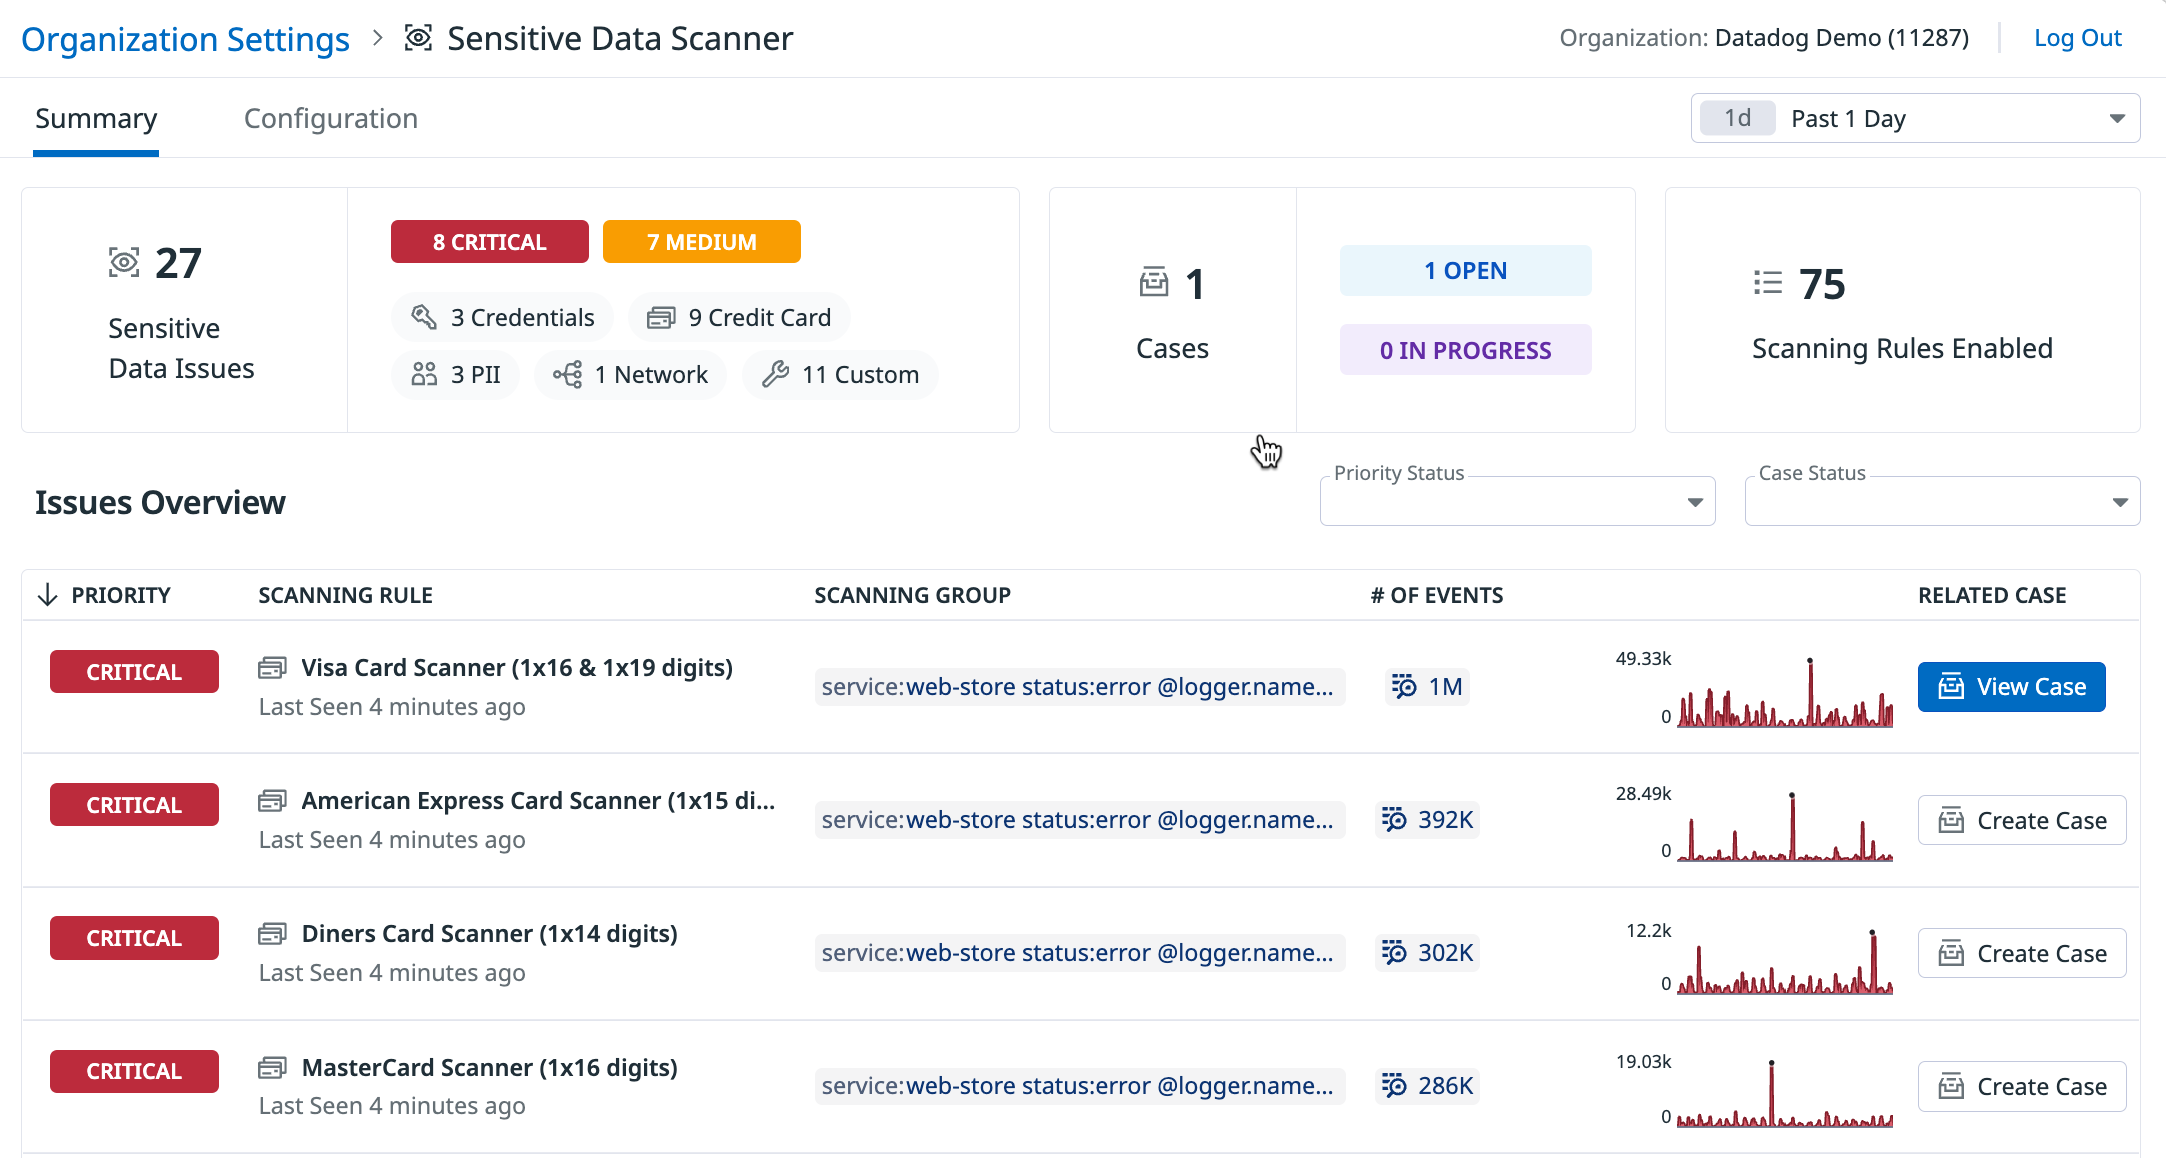 Organization Settings > Sensitive Data Scanner
Organization: Datadog Demo (11287)
Log Out
Summary
Configuration
1d Past 1 Day
27
Sensitive
Data Issues
8 CRITICAL
7 MEDIUM
3 Credentials
9 Credit Card
3 PII
1 Network
11 Custom
1
Cases
1 OPEN
0 IN PROGRESS
75
Scanning Rules Enabled
Issues Overview
Priority Status
Case Status
PRIORITY
SCANNING RULE
SCANNING GROUP
# OF EVENTS
RELATED CASE
CRITICAL
Visa Card Scanner (1x16 & 1x19 digits)
Last Seen 4 minutes ago
service:web-store status:error @logger.name...
1M
49.33k
0
View Case
CRITICAL
American Express Card Scanner (1x15 di...
Last Seen 4 minutes ago
service:web-store status:error @logger.name...
392K
28.49k
0
Create Case
CRITICAL
Diners Card Scanner (1x14 digits)
Last Seen 4 minutes ago
service:web-store status:error @logger.name...
302K
12.2k
0
Create Case
CRITICAL
MasterCard Scanner (1x16 digits)
Last Seen 4 minutes ago
service:web-store status:error @logger.name...
286K
19.03k
0
Create Case